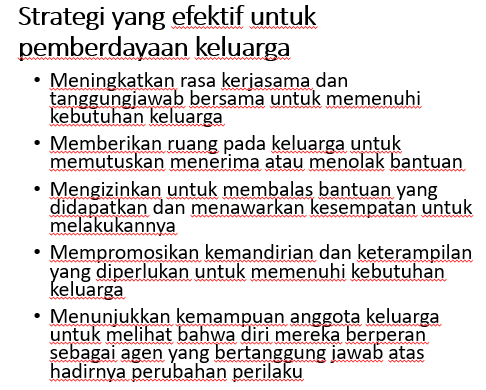 Strategi yang efektif untuk
pemberdayaan keluarga
• Meningkatkan rasa kerjasama dan
tanggungjawab bersama untuk memenuhi
kebutuhan keluarga
• Memberikan ruang pada keluarga untuk
memutuskan menerima atau menolak bantuan
• Mengizinkan untuk membalas bantuan yang
didapatkan dan menawarkan kesempatan untuk
melakukannya
• Mempromosikan kemandirian dan keterampilan
yang diperlukan untuk memenuhi kebutuhan
keluarga
• Menunjukkan kemampuan anggota keluarga
untuk melihat bahwa diri mereka berperan
sebagai agen yang bertanggung jawab atas
hadirnya perubahan perilaku